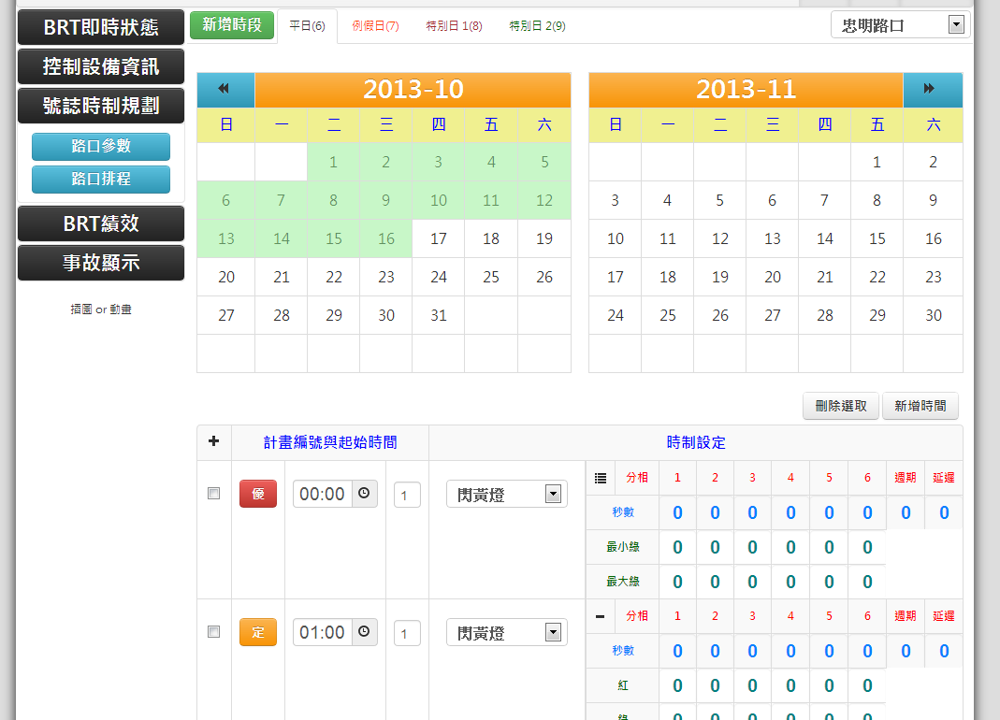 BRT即時狀態
控制設備資訊
號誌時制規劃
路口參數
路口排程
BRT績效
事故顯示
插圖 or 動畫
新增時段 平日(6) 例假日(7) 特別日1(8) 特別日2(9) 忠明路口
2013-10
日 一 二 三 四 五 六
1 2 3 4 5
6 7 8 9 10 11 12
13 14 15 16 17 18 19
20 21 22 23 24 25 26
27 28 29 30 31
2013-11
日 一 二 三 四 五 六
1 2
3 4 5 6 7 8 9
10 11 12 13 14 15 16
17 18 19 20 21 22 23
24 25 26 27 28 29 30
刪除選取 新增時間
計畫編號與起始時間 時制設定
優 00:00 1 閃黃燈
分相 1 2 3 4 5 6 週期 延遲
秒數 0 0 0 0 0 0 0 0
最小綠 0 0 0 0 0 0
最大綠 0 0 0 0 0 0
定 01:00 1 閃黃燈
分相 1 2 3 4 5 6 週期 延遲
秒數 0 0 0 0 0 0 0 0
紅 0 0 0 0 0 0
綠 0 0 0 0 0 0